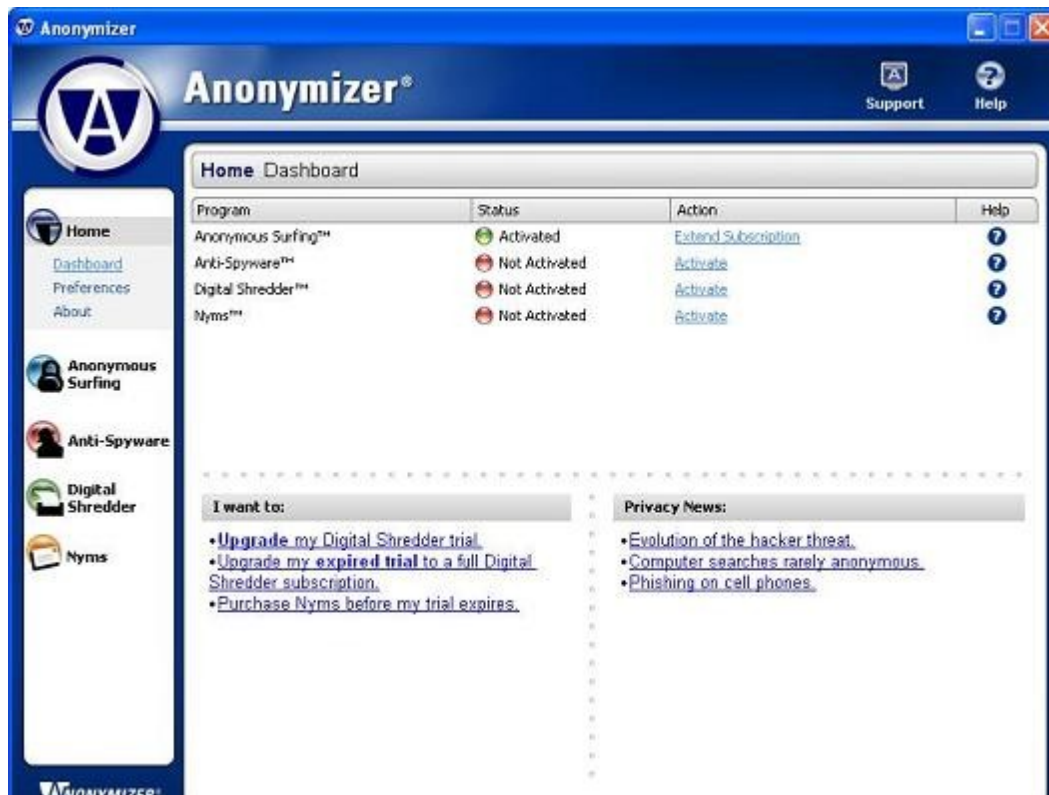 Anonymizer
Anonymizer®
Support
Help
Home Dashboard
Program Status Action Help
Anonymous Surfing™ Activated Extend Subscription
Anti-Spyware™ Not Activated Activate
Digital Shredder™ Not Activated Activate
Nyms™ Not Activated Activate
Home
Dashboard
Preferences
About
Anonymous
Surfing
Anti-Spyware
Digital
Shredder
Nyms
I want to:
•Upgrade my Digital Shredder trial.
•Upgrade my expired trial to a full Digital
Shredder subscription.
•Purchase Nyms before my trial expires.
Privacy News:
•Evolution of the hacker threat.
•Computer searches rarely anonymous.
•Phishing on cell phones.
ANONYMIZER®